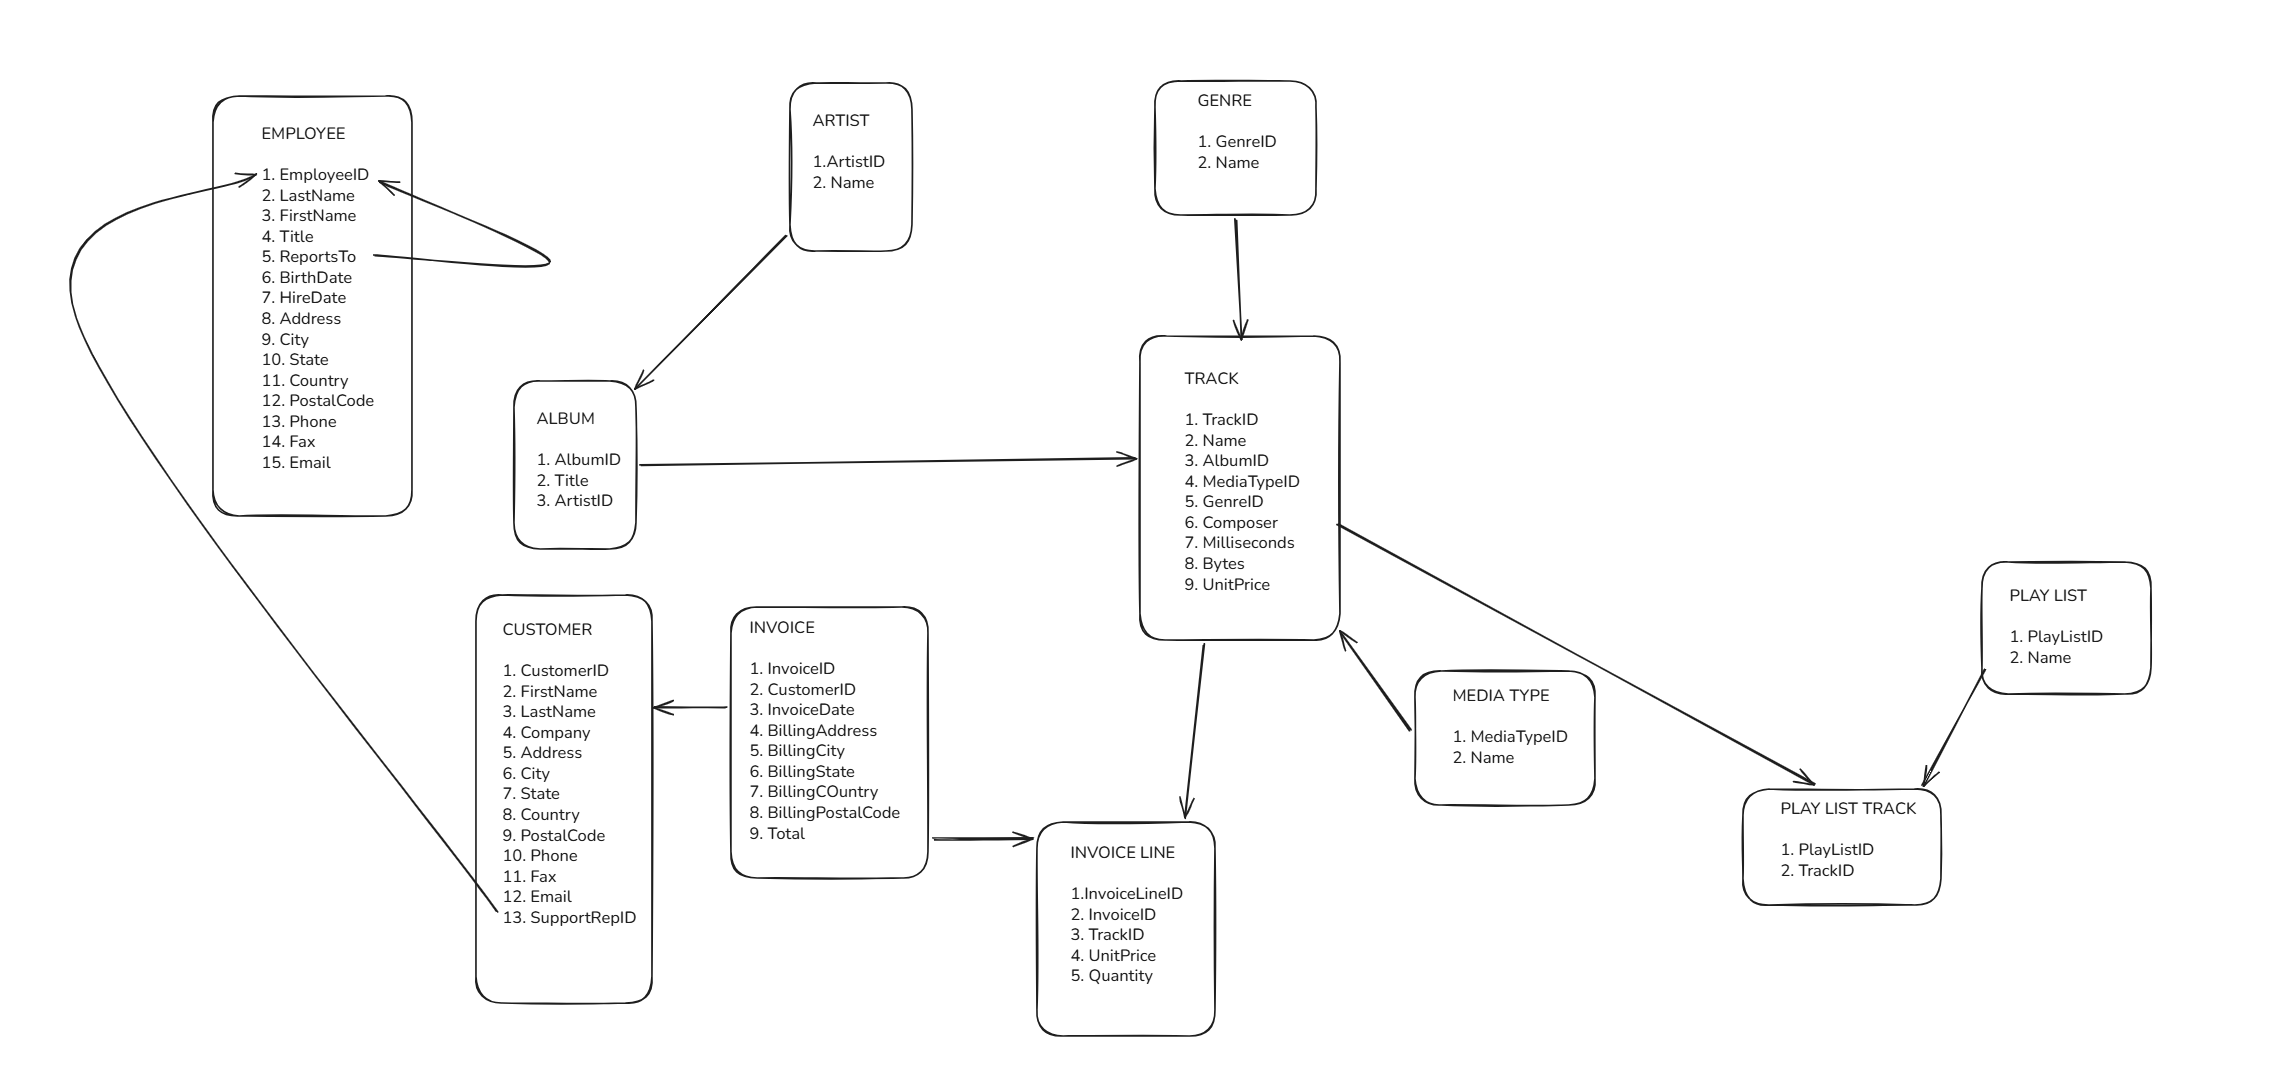 EMPLOYEE
1. EmployeeID
2. LastName
3. FirstName
4. Title
5. ReportsTo
6. BirthDate
7. HireDate
8. Address
9. City
10. State
11. Country
12. PostalCode
13. Phone
14. Fax
15. Email
ARTIST
1.ArtistID
2. Name
GENRE
1. GenreID
2. Name
ALBUM
1. AlbumID
2. Title
3. ArtistID
TRACK
1. TrackID
2. Name
3. AlbumID
4. MediaTypeID
5. GenreID
6. Composer
7. Milliseconds
8. Bytes
9. UnitPrice
CUSTOMER
1. CustomerID
2. FirstName
3. LastName
4. Company
5. Address
6. City
7. State
8. Country
9. PostalCode
10. Phone
11. Fax
12. Email
13. SupportRepID
INVOICE
1. InvoiceID
2. CustomerID
3. InvoiceDate
4. BillingAddress
5. BillingCity
6. BillingState
7. BillingCOuntry
8. BillingPostalCode
9. Total
INVOICE LINE
1.InvoiceLineID
2. InvoiceID
3. TrackID
4. UnitPrice
5. Quantity
MEDIA TYPE
1. MediaTypeID
2. Name
PLAY LIST
1. PlayListID
2. Name
PLAY LIST TRACK
1. PlayListID
2. TrackID